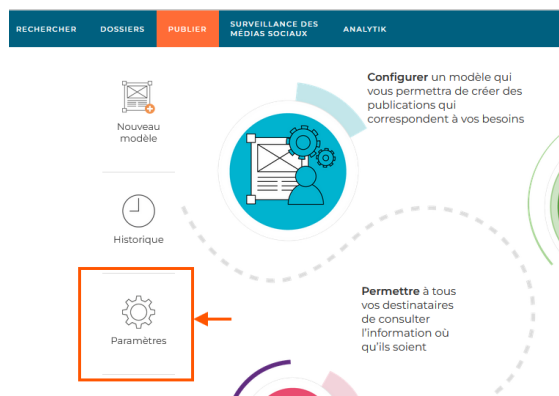 RECHERCHER
DOSSIERS
PUBLIER
SURVEILLANCE DES
MÉDIAS SOCIAUX
ANALYTIK
Nouveau
modèle
Historique
Paramètres
Configurer un modèle qui
vous permettra de créer des
publications qui
correspondent à vos besoins
Permettre à tous
vos destinataires
de consulter
l'information où
qu'ils soient